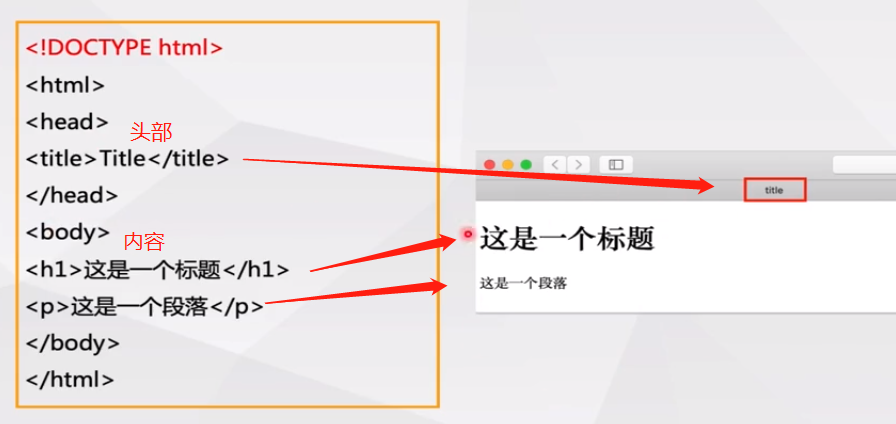 <!DOCTYPE html>
<html>
<head>
头部
<title>Title</title>
</head>
<body>
内容
<h1>这是一个标题</h1>
<p>这是一个段落</p>
</body>
</html>
title
这是一个标题
这是一个段落